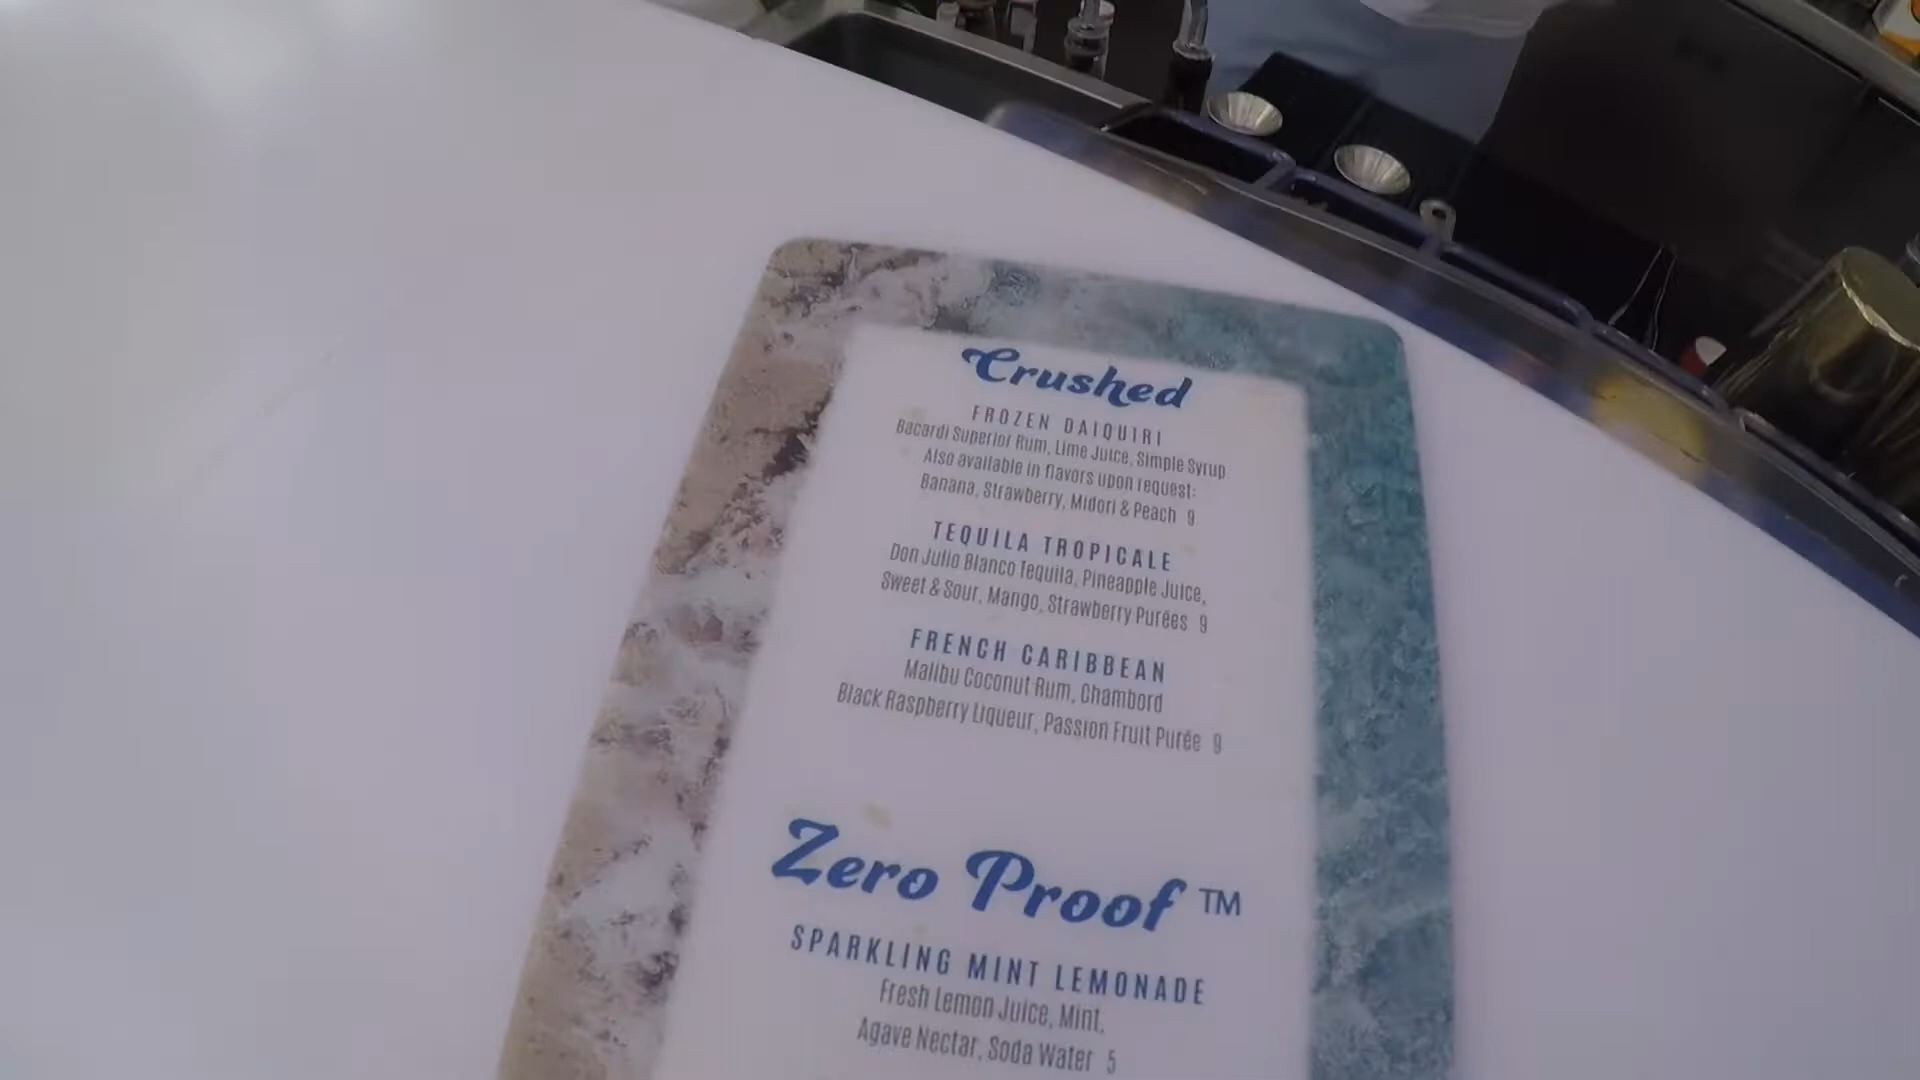 Crushed
FROZEN DAIQUIRI
Bacardi Superior Rum, Lime Juice, Simple Syrup
Also available in flavors upon request:
Banana, Strawberry, Midori & Peach 9
TEQUILA TROPICALE
Don Julio Blanco Tequila, Pineapple Juice,
Sweet & Sour, Mango, Strawberry Purées 9
FRENCH CARIBBEAN
Malibu Coconut Rum, Chambord
Black Raspberry Liqueur, Passion Fruit Purée 9
Zero Proof TM
SPARKLING MINT LEMONADE
Fresh Lemon Juice, Mint,
Agave Nectar, Soda Water 5